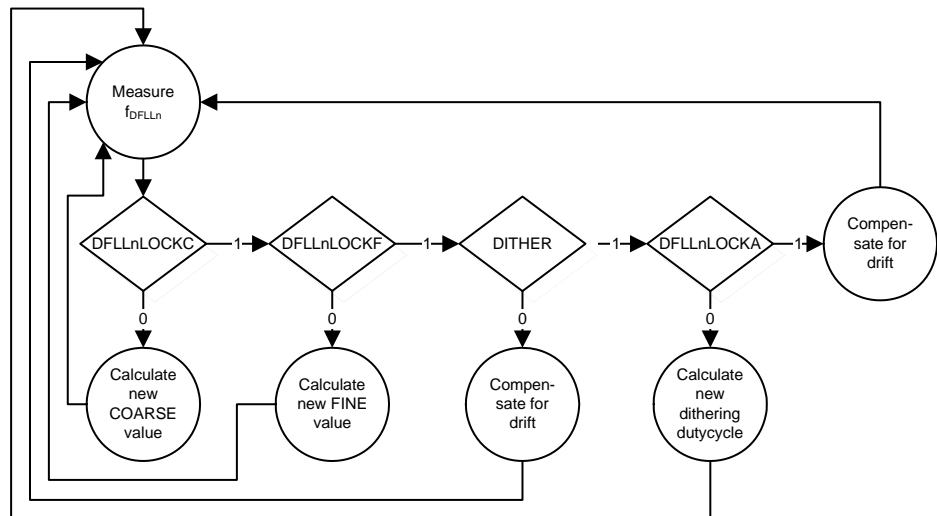 Measure
fDFLLn
DFLLnLOCKC
1
DFLLnLOCKF
1
DITHER
1
DFLLnLOCKA
1
Compen-
sate for
drift
0
0
0
0
Calculate
new
COARSE
value
Calculate
new FINE
value
Compen-
sate for
drift
Calculate
new
dithering
dutycycle